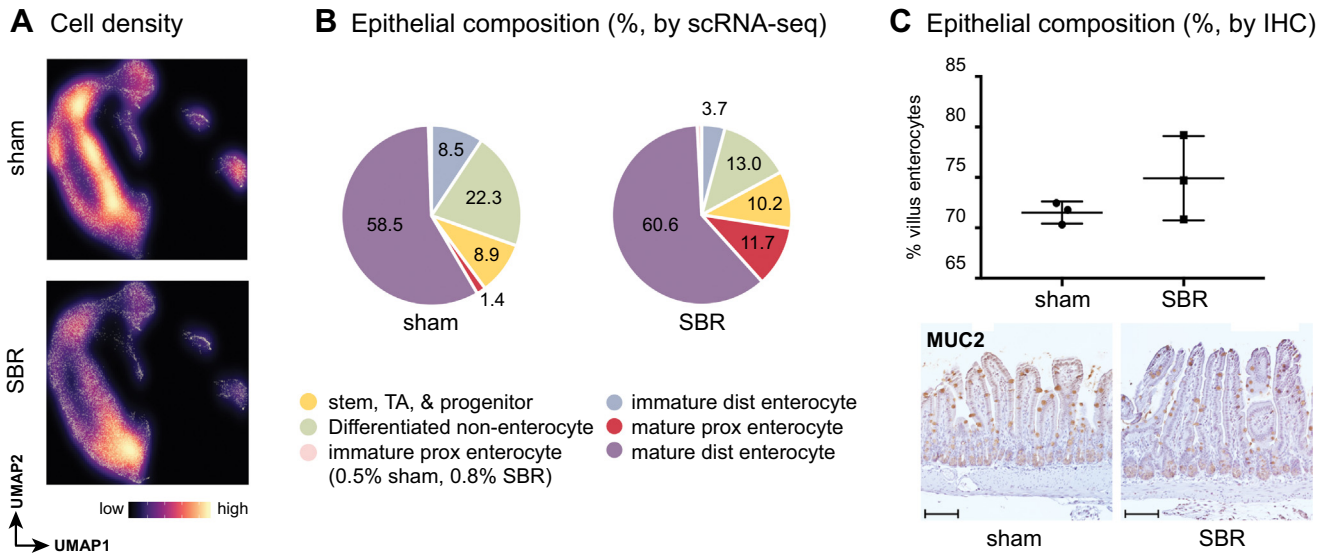 A Cell density
sham
SBR
UMAP2
UMAP1
low
high
B Epithelial composition (%, by scRNA-seq)
8.5
22.3
8.9
1.4
58.5
sham
3.7
13.0
10.2
11.7
60.6
SBR
stem, TA, & progenitor
Differentiated non-enterocyte
immature prox enterocyte
(0.5% sham, 0.8% SBR)
immature dist enterocyte
mature prox enterocyte
mature dist enterocyte
C Epithelial composition (%, by IHC)
% villus enterocytes
85
80
75
70
65
sham
SBR
MUC2
sham
SBR